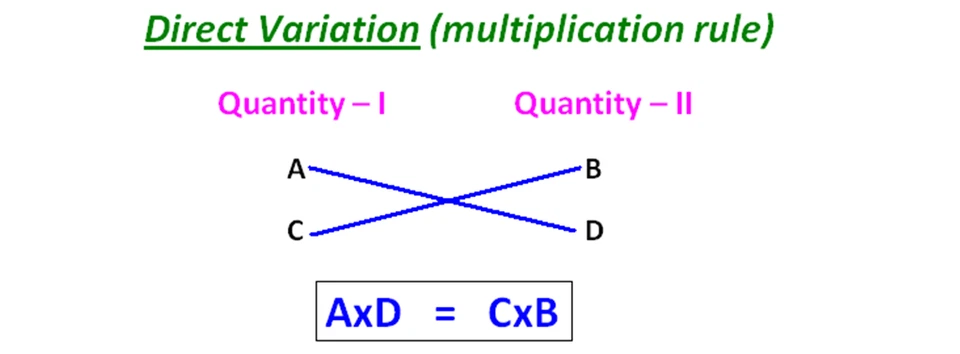 Direct Variation (multiplication rule)
Quantity – I Quantity – II
A B
C D
AxD = CxB